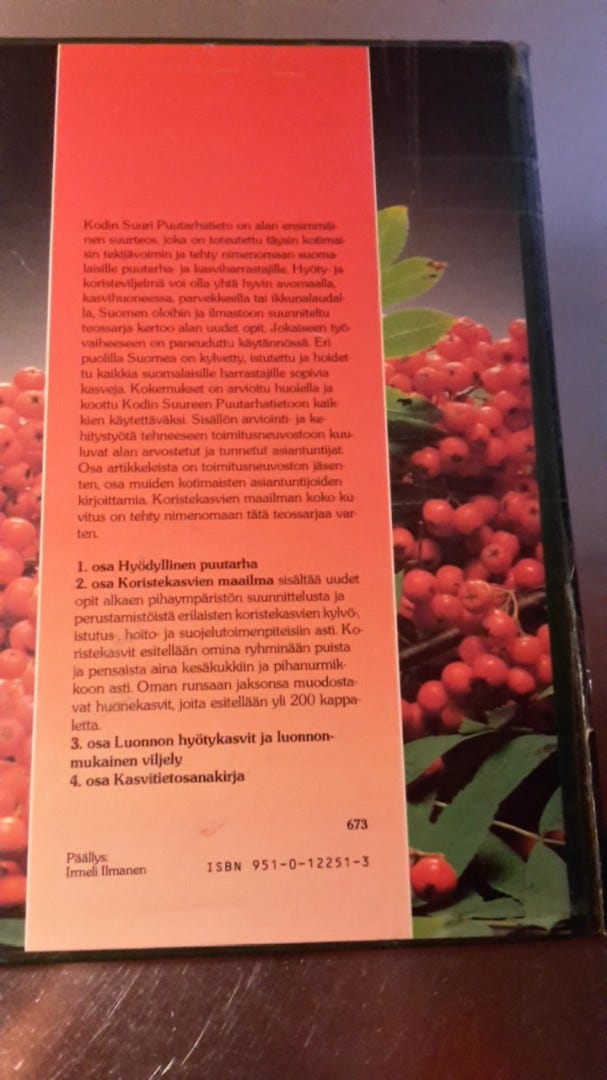 Kodin Suuri Puutarhatieto on alan ensimmäi-
nen suurteos, joka on toteutettu täysin kotimai-
sin tekijävoimin ja tehty nimenomaan suoma-
laisille puutarha- ja kasviharrastajille. Hyöty- ja
koristeviljelmä voi olla yhtä hyvin avomaalla,
kasvihuoneessa, parvekkeella tai ikkunalaudal-
la, Suomen oloihin ja ilmastoon suunniteltu
teossarja kertoo alan uudet opit. Jokaiseen työ-
vaiheeseen on paneuduttu käytännössä. Eri
puolilla Suomea on kylvetty, istutettu ja hoidet-
tu kaikkia suomalaisille harrastajille sopivia
kasveja. Kokemukset on arvioitu huolella ja
koottu Kodin Suureen Puutarhatietoon kaik-
kien käytettäväksi. Sisällön arviointi- ja ke-
hitystyötä tehneeseen toimitusneuvostoon kuu-
luvat alan arvostetut ja tunnetut asiantuntijat.
Osa artikkeleista on toimitusneuvoston jäsen-
ten, osa muiden kotimaisten asiantuntijoiden
kirjoittamia. Koristekasvien maailman koko ku-
vitus on tehty nimenomaan tätä teossarjaa var-
ten.
1. osa Hyödyllinen puutarha
2. osa Koristekasvien maailma sisältää uudet
opit alkaen pihaympäristön suunnittelusta ja
perustamistöistä erilaisten koristekasvien kylvö-,
istutus-, hoito- ja suojelutoimenpiteisiin asti. Ko-
ristekasvit esitellään omina ryhminään puista
ja pensaista aina kesäkukkiin ja pihanurmik-
koon asti. Oman runsaan jaksonsa muodosta-
vat huonekasvit, joita esitellään yli 200 kappa-
letta.
3. osa Luonnon hyötykasvit ja luonnon-
mukainen viljely
4. osa Kasvitietosanakirja
673
Päällys:
Irmeli Ilmanen
ISBN 951-0-12251-3